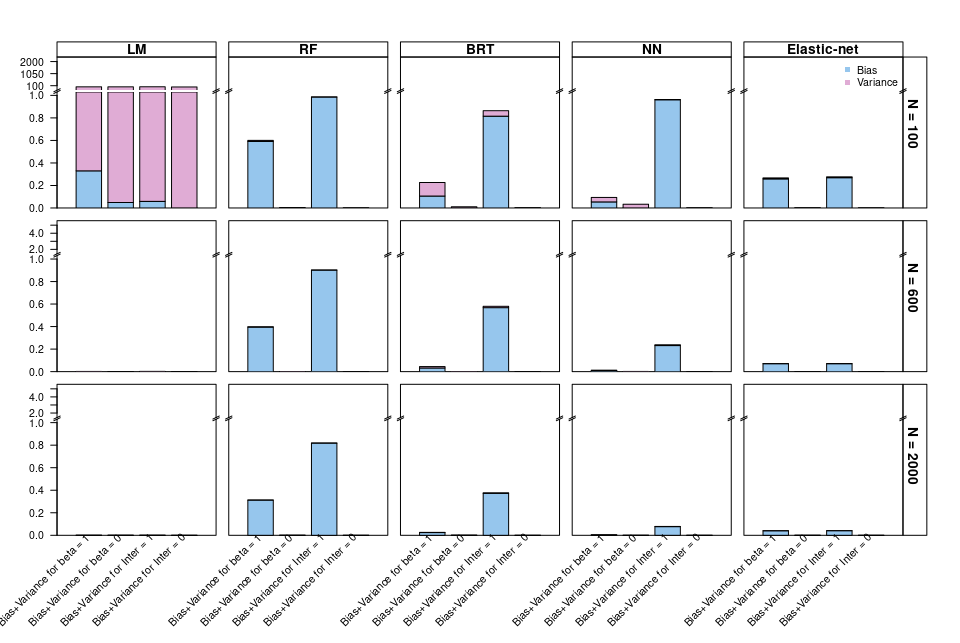 LM RF BRT NN Elastic-net
2000
1050
100
1.0
0.8
0.6
0.4
0.2
0.0
Bias
Variance
N = 100
4.0
2.0
1.0
0.8
0.6
0.4
0.2
0.0
N = 600
4.0
2.0
1.0
0.8
0.6
0.4
0.2
0.0
N = 2000
Bias+Variance for beta = 1
Bias+Variance for beta = 0
Bias+Variance for Inter = 1
Bias+Variance for Inter = 0
Bias+Variance for beta = 1
Bias+Variance for beta = 0
Bias+Variance for Inter = 1
Bias+Variance for Inter = 0
Bias+Variance for beta = 1
Bias+Variance for beta = 0
Bias+Variance for Inter = 1
Bias+Variance for Inter = 0
Bias+Variance for beta = 1
Bias+Variance for beta = 0
Bias+Variance for Inter = 1
Bias+Variance for Inter = 0
Bias+Variance for beta = 1
Bias+Variance for beta = 0
Bias+Variance for Inter = 1
Bias+Variance for Inter = 0